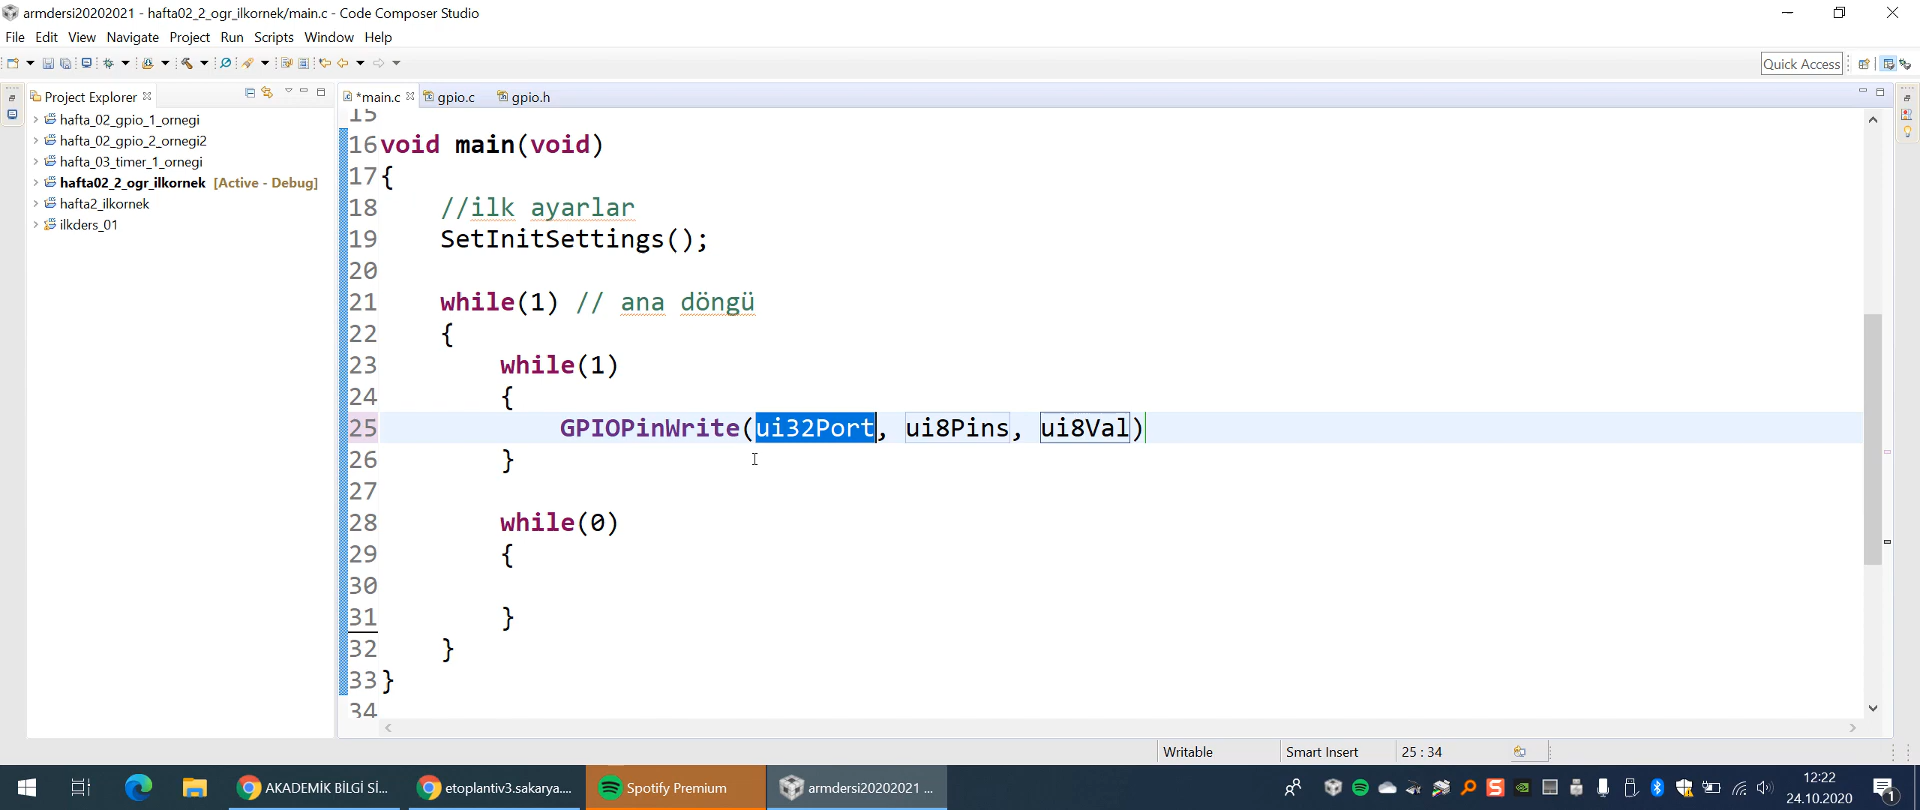 armdersi20202021 - hafta02_2_ogr_ilkornek/main.c - Code Composer Studio
File Edit View Navigate Project Run Scripts Window Help
Quick Access
Project Explorer
*main.c gpio.c gpio.h
hafta_02_gpio_1_ornegi
hafta_02_gpio_2_ornegi2
hafta_03_timer_1_ornegi
hafta02_2_ogr_ilkornek [Active - Debug]
hafta2_ilkornek
ilkders_01
15
16 void main(void)
17 {
18 //ilk ayarlar
19 SetInitSettings();
20
21 while(1) // ana döngü
22 {
23 while(1)
24 {
25 GPIOPinWrite(ui32Port, ui8Pins, ui8Val)
26 }
27
28 while(0)
29 {
30
31 }
32 }
33 }
34
Writable Smart Insert 25 : 34
AKADEMİK BİLGİ Sİ... etoplantiv3.sakarya.... Spotify Premium armdersi20202021 ...
12:22
24.10.2020
1